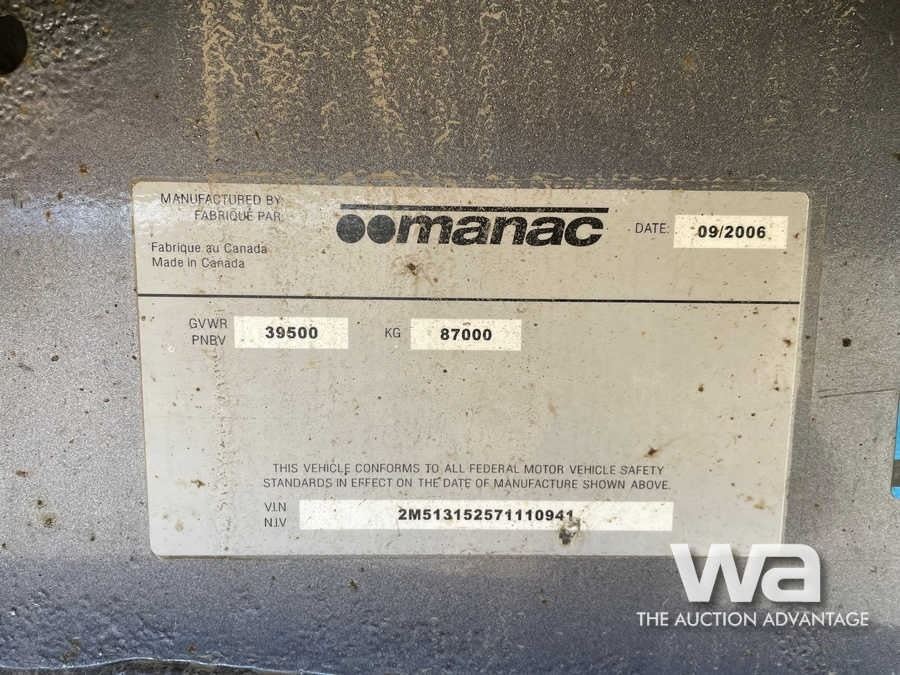 MANUFACTURED BY:
FABRIQUÉ PAR:
manac
DATE: 09/2006
Fabrique au Canada
Made in Canada
GVWR
PNBV
39500
KG
87000
THIS VEHICLE CONFORMS TO ALL FEDERAL MOTOR VEHICLE SAFETY
STANDARDS IN EFFECT ON THE DATE OF MANUFACTURE SHOWN ABOVE.
V.I.N
N.I.V
2M513152571110941
wa
THE AUCTION ADVANTAGE